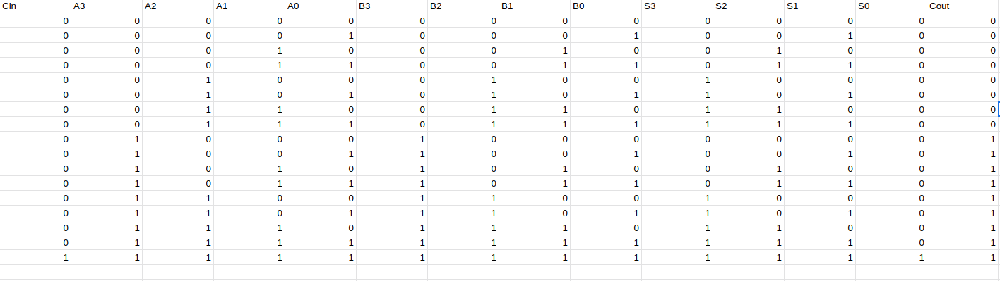 Cin A3 A2 A1 A0 B3 B2 B1 B0 S3 S2 S1 S0 Cout
0 0 0 0 0 0 0 0 0 0 0 0 0 0
0 0 0 0 1 0 0 0 1 0 0 1 0 0
0 0 0 1 0 0 0 1 0 0 1 0 0 0
0 0 0 1 1 0 0 1 1 0 1 1 0 0
0 0 1 0 0 0 1 0 0 1 0 0 0 0
0 0 1 0 1 0 1 0 1 1 0 1 0 0
0 0 1 1 0 0 1 1 0 1 1 0 0 0
0 0 1 1 1 0 1 1 1 1 1 1 0 0
0 1 0 0 0 1 0 0 0 0 0 0 0 1
0 1 0 0 1 1 0 0 1 0 0 1 0 1
0 1 0 1 0 1 0 1 0 0 1 0 0 1
0 1 0 1 1 1 0 1 1 0 1 1 0 1
0 1 1 0 0 1 1 0 0 1 0 0 0 1
0 1 1 0 1 1 1 0 1 1 0 1 0 1
0 1 1 1 0 1 1 1 0 1 1 0 0 1
0 1 1 1 1 1 1 1 1 1 1 1 0 1
1 1 1 1 1 1 1 1 1 1 1 1 1 1